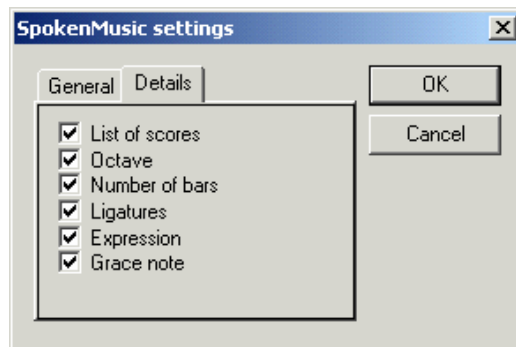 SpokenMusic settings
General
Details
OK
Cancel
List of scores
Octave
Number of bars
Ligatures
Expression
Grace note